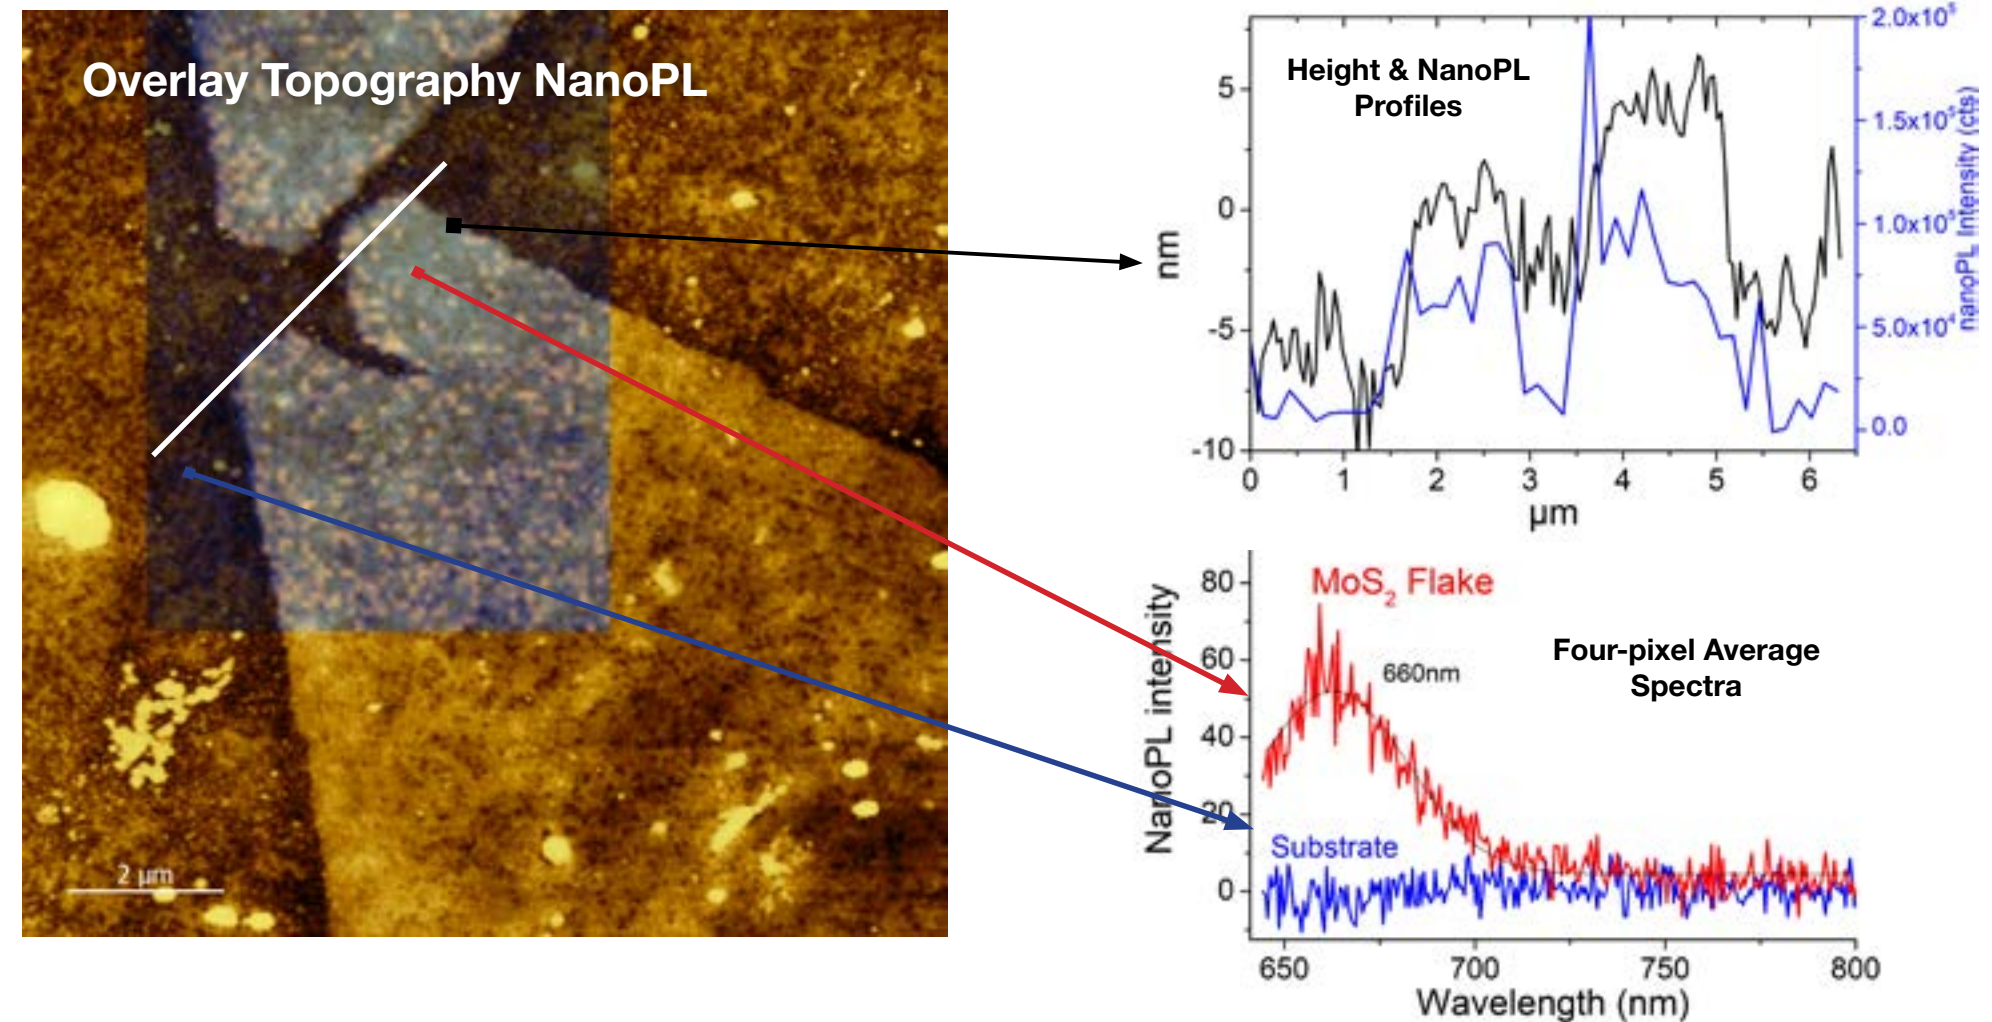 Overlay Topography NanoPL
2 µm
Height & NanoPL
Profiles
5
0
-5
-10
nm
0 1 2 3 4 5 6
µm
2.0x10⁵
1.5x10⁵
1.0x10⁵
5.0x10⁴
0.0
nanoPL Intensity (cts)
MoS₂ Flake
660nm
Four-pixel Average
Spectra
Substrate
80
60
40
20
0
NanoPL intensity
650 700 750 800
Wavelength (nm)